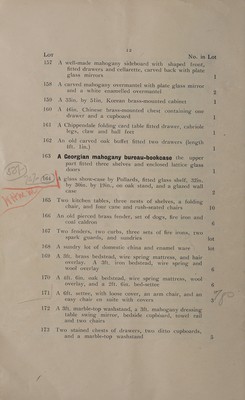 14
Lot No. in Lot
157 A well-made mahogany sideboard with shaped front,
fitted drawers and cellarette, carved back with plate
glass mirrors 1
158 A carved mahogany overmantel with plate glass mirror
and a white enamelled overmantel 2
159 A 32in. by 51in. Korean brass-mounted cabinet 1
160 A 46in. Chinese brass-mounted chest containing one
drawer and a cupboard 1
161 A Chippendale folding card table fitted drawer, cabriole
legs, claw and ball feet 1
162 An old carved oak buffet fitted two drawers (length
5ft. 1in.) 1
163 A Georgian mahogany bureau-bookcase the upper
part fitted three shelves and enclosed lattice glass
doors 1
164 A glass show-case by Pollards, fitted glass shelf,
by 30in. by 19in., on oak stand, and a glazed wall
case 2
165 Two kitchen tables, three nests of shelves, a folding
chair, and four cane and rush-seated chairs 10
166 An old pierced brass fender, set of dogs, five iron and
coal caldron 6
167 Two fenders, two curbs, three sets of fire irons, two
spark guards, and sundries lot
168 A sundry lot of domestic china and enamel ware lot
169 A 3ft. brass bedstead, wire spring mattress, and hair
overlay. A 3ft. iron bedstead, wire spring and
wool overlay 6
170 A 4ft. 6in. oak bedstead, wire spring mattress, wool
overlay, and a 2ft. 6in. bed-settee 4
171 A 6ft. settee, with loose cover, an arm chair, and an
easy chair en suite with covers 3
172 A 3ft. marble-top washstand, a 3ft. mahogany dressing
table swing mirror, bedside cupboard, towel rail
and two chairs
173 Two stained chests of drawers, two ditto cupboards,
and a marble-top washstand 5